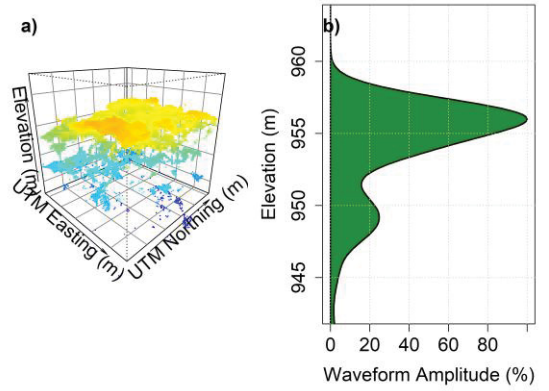 a)
Elevation (m)
UTM Easting (m)
UTM Northing (m)
b)
Elevation (m)
960
955
950
945
0 20 40 60 80
Waveform Amplitude (%)